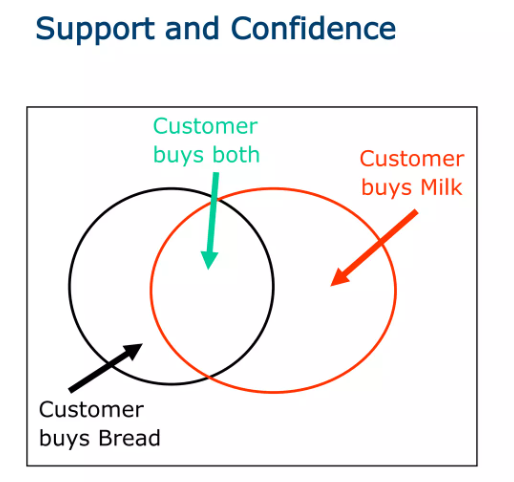 Support and Confidence
Customer
buys both
Customer
buys Milk
Customer
buys Bread